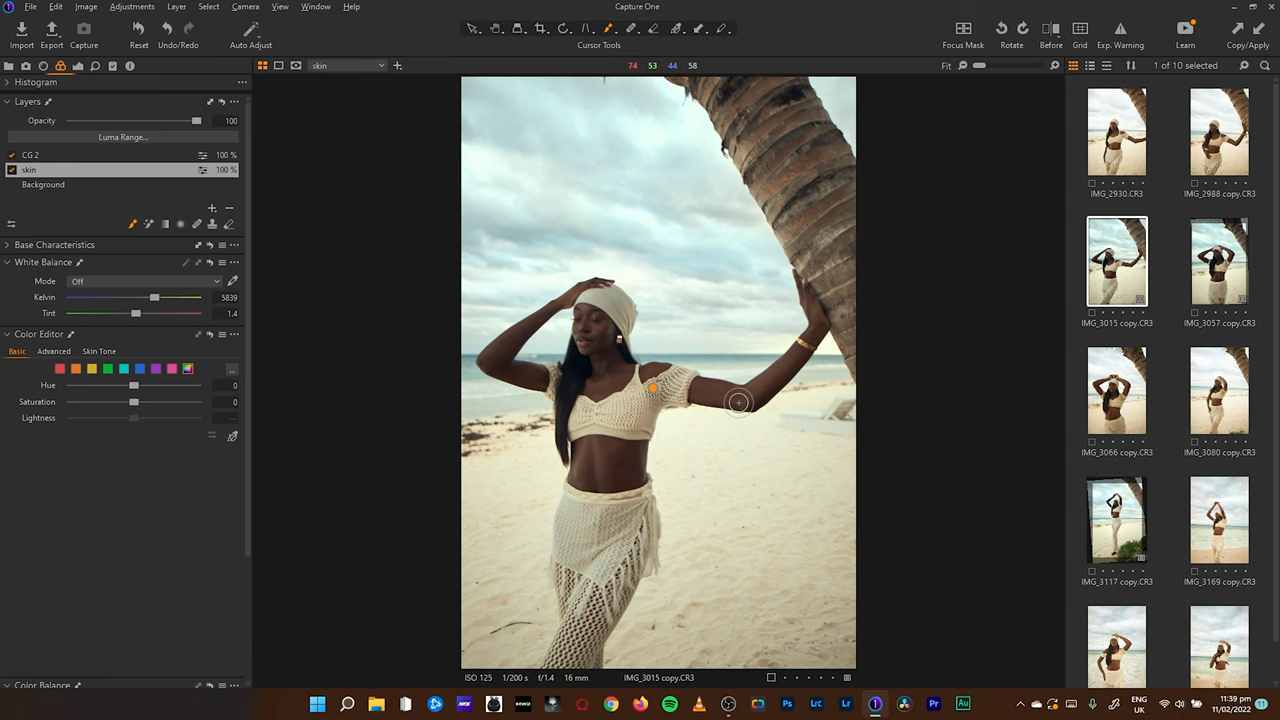 File Edit Image Adjustments Layer Select Camera View Window Help
Capture One
Import Export Capture Reset Undo/Redo Auto Adjust
Cursor Tools
Focus Mask Rotate Before Grid Exp. Warning Learn Copy/Apply
skin
74 53 44 58
Fit
1 of 10 selected
Histogram
Layers
Opacity 100
Luma Range...
CG 2 100 %
skin 100 %
Background
Base Characteristics
White Balance
Mode Off
Kelvin 5839
Tint 1.4
Color Editor
Basic Advanced Skin Tone
Hue 0
Saturation 0
Lightness
Color Balance
ISO 125 1/200 s f/1.4 16 mm IMG_3015 copy.CR3
IMG_2930.CR3 IMG_2988 copy.CR3
IMG_3015 copy.CR3 IMG_3057 copy.CR3
IMG_3066 copy.CR3 IMG_3080 copy.CR3
IMG_3117 copy.CR3 IMG_3169 copy.CR3
Ps LrC Lr Pr Au
ENG
UK
11:39 pm
11/02/2022